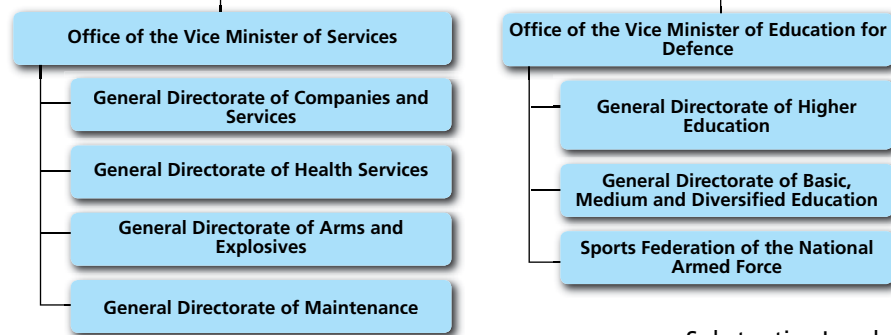 Office of the Vice Minister of Services
General Directorate of Companies and
Services
General Directorate of Health Services
General Directorate of Arms and
Explosives
General Directorate of Maintenance
Office of the Vice Minister of Education for
Defence
General Directorate of Higher
Education
General Directorate of Basic,
Medium and Diversified Education
Sports Federation of the National
Armed Force